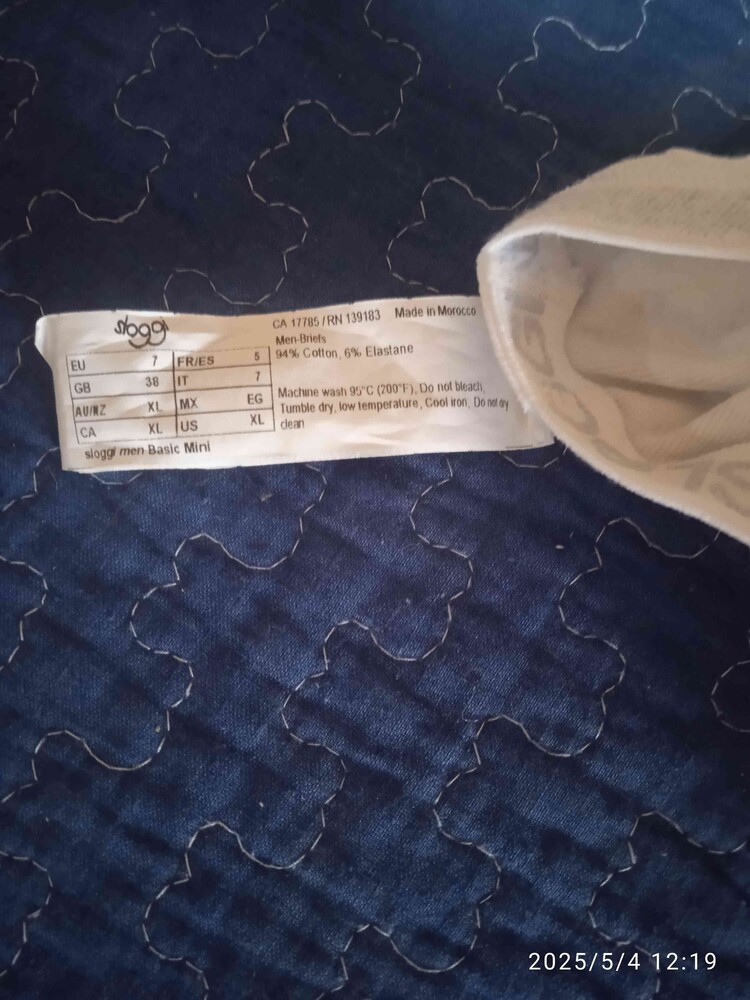 sloggi
EU 7 FR/ES 5
GB 38 IT 7
AU/NZ XL MX EG
CA XL US XL
sloggi men Basic Mini
CA 17785 / RN 139183 Made in Morocco
Men-Briefs
94% Cotton, 6% Elastane
Machine wash 95°C (200°F), Do not bleach,
Tumble dry, low temperature, Cool iron, Do not dry
clean
2025/5/4 12:19